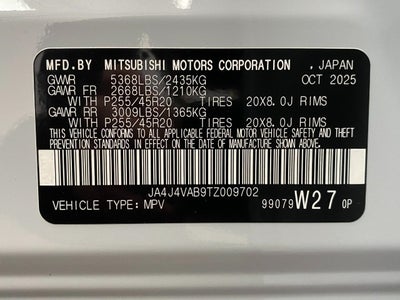 MFD.BY MITSUBISHI MOTORS CORPORATION , JAPAN
GVWR 5368LBS/2435KG OCT 2025
GAWR FR 2668LBS/1210KG
WITH P255/45R20 TIRES 20X8.0J RIMS
GAWR RR 3009LBS/1365KG
WITH P255/45R20 TIRES 20X8.0J RIMS
THIS VEHICLE CONFORMS TO ALL APPLICABLE FEDERAL MOTOR VEHICLE SAFETY, BUMPER, AND THEFT
PREVENTION STANDARDS IN EFFECT ON THE DATE OF MANUFACTURE SHOWN ABOVE.
JA4J4VAB9TZ009702
VEHICLE TYPE: MPV 99079 W27 0P